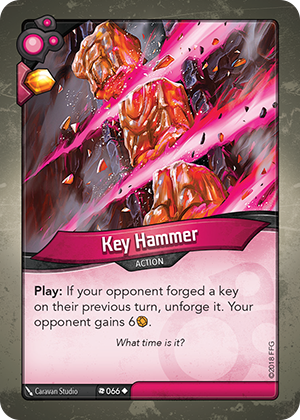 Key Hammer
ACTION
Play: If your opponent forged a key
on their previous turn, unforge it. Your
opponent gains 6.
What time is it?
Caravan Studio
066
©2018 FFG